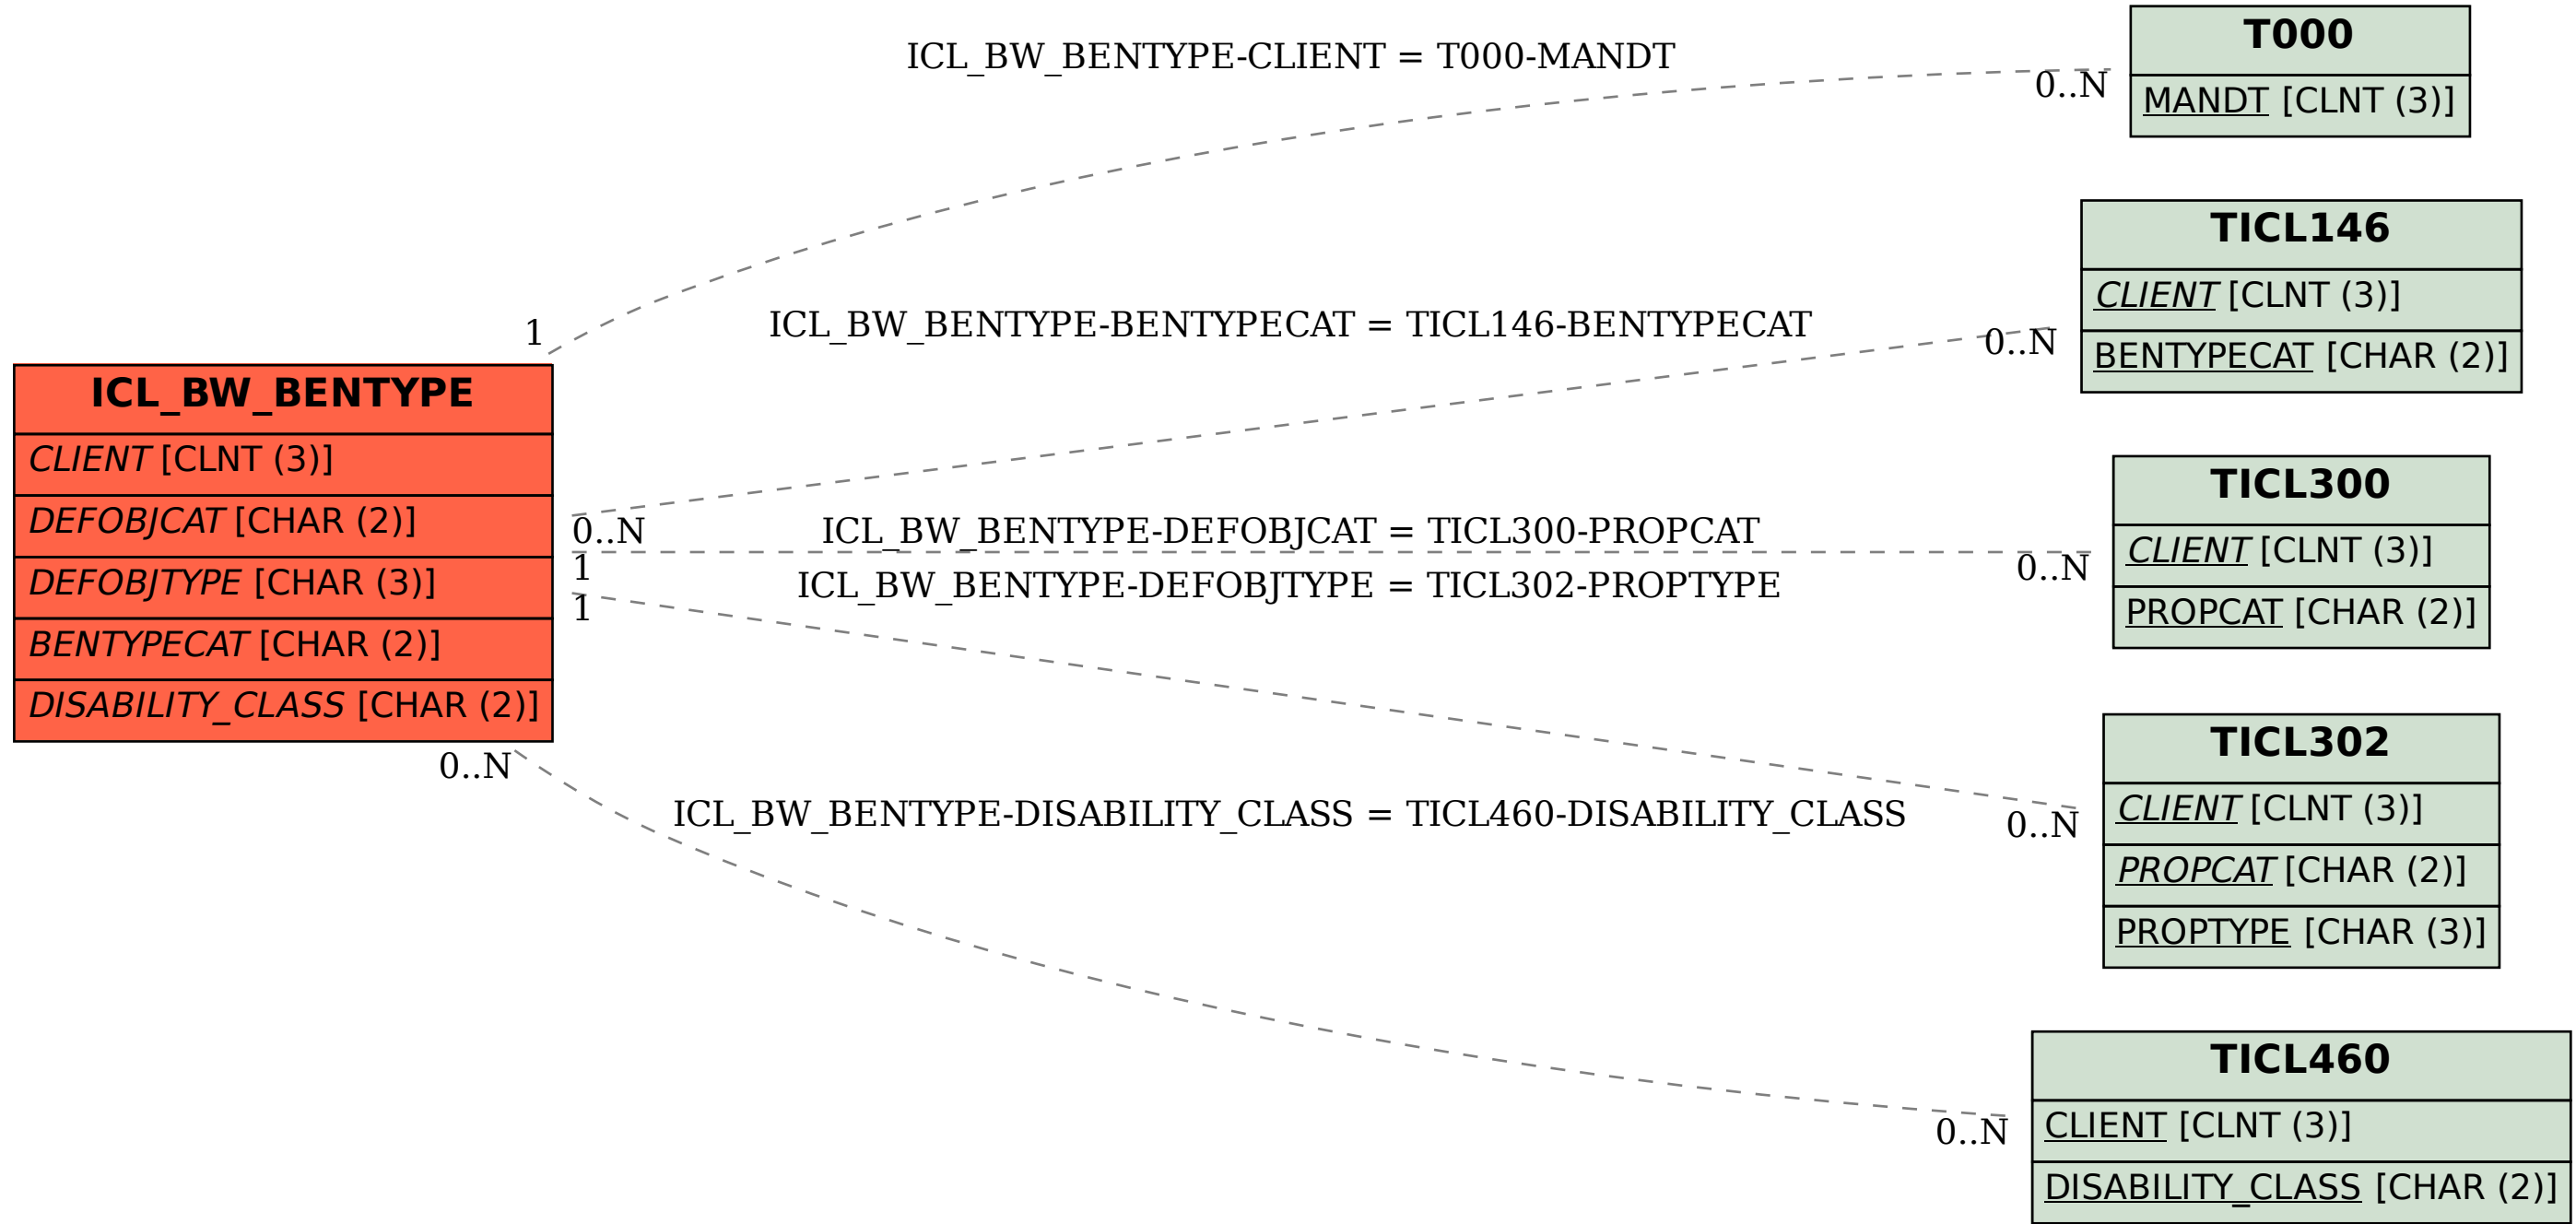 ICL_BW_BENTYPE
CLIENT [CLNT (3)]
DEFOBJCAT [CHAR (2)]
DEFOBJTYPE [CHAR (3)]
BENTYPECAT [CHAR (2)]
DISABILITY_CLASS [CHAR (2)]
ICL_BW_BENTYPE-CLIENT = T000-MANDT
1
0..N
ICL_BW_BENTYPE-BENTYPECAT = TICL146-BENTYPECAT
0..N
0..N
ICL_BW_BENTYPE-DEFOBJCAT = TICL300-PROPCAT
1
0..N
ICL_BW_BENTYPE-DEFOBJTYPE = TICL302-PROPTYPE
1
0..N
ICL_BW_BENTYPE-DISABILITY_CLASS = TICL460-DISABILITY_CLASS
0..N
0..N
T000
MANDT [CLNT (3)]
TICL146
CLIENT [CLNT (3)]
BENTYPECAT [CHAR (2)]
TICL300
CLIENT [CLNT (3)]
PROPCAT [CHAR (2)]
TICL302
CLIENT [CLNT (3)]
PROPCAT [CHAR (2)]
PROPTYPE [CHAR (3)]
TICL460
CLIENT [CLNT (3)]
DISABILITY_CLASS [CHAR (2)]